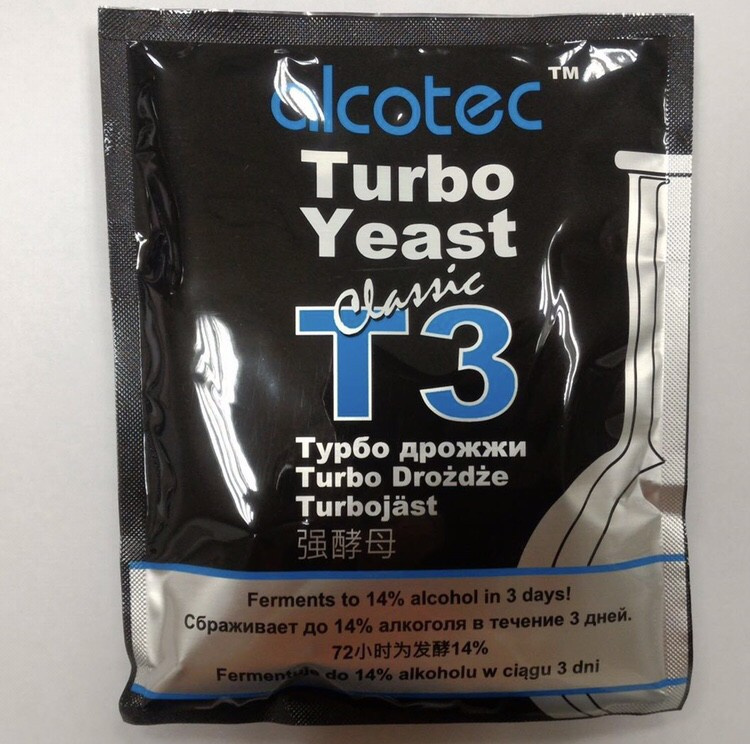 alcotec™
Turbo
Yeast
Classic
T3
Турбо дрожжи
Turbo Drożdże
Turbojäst
强酵母
Ferments to 14% alcohol in 3 days!
Сбраживает до 14% алкоголя в течение 3 дней.
72小时为发酵14%
do 14% alkoholu w ciągu 3 dni